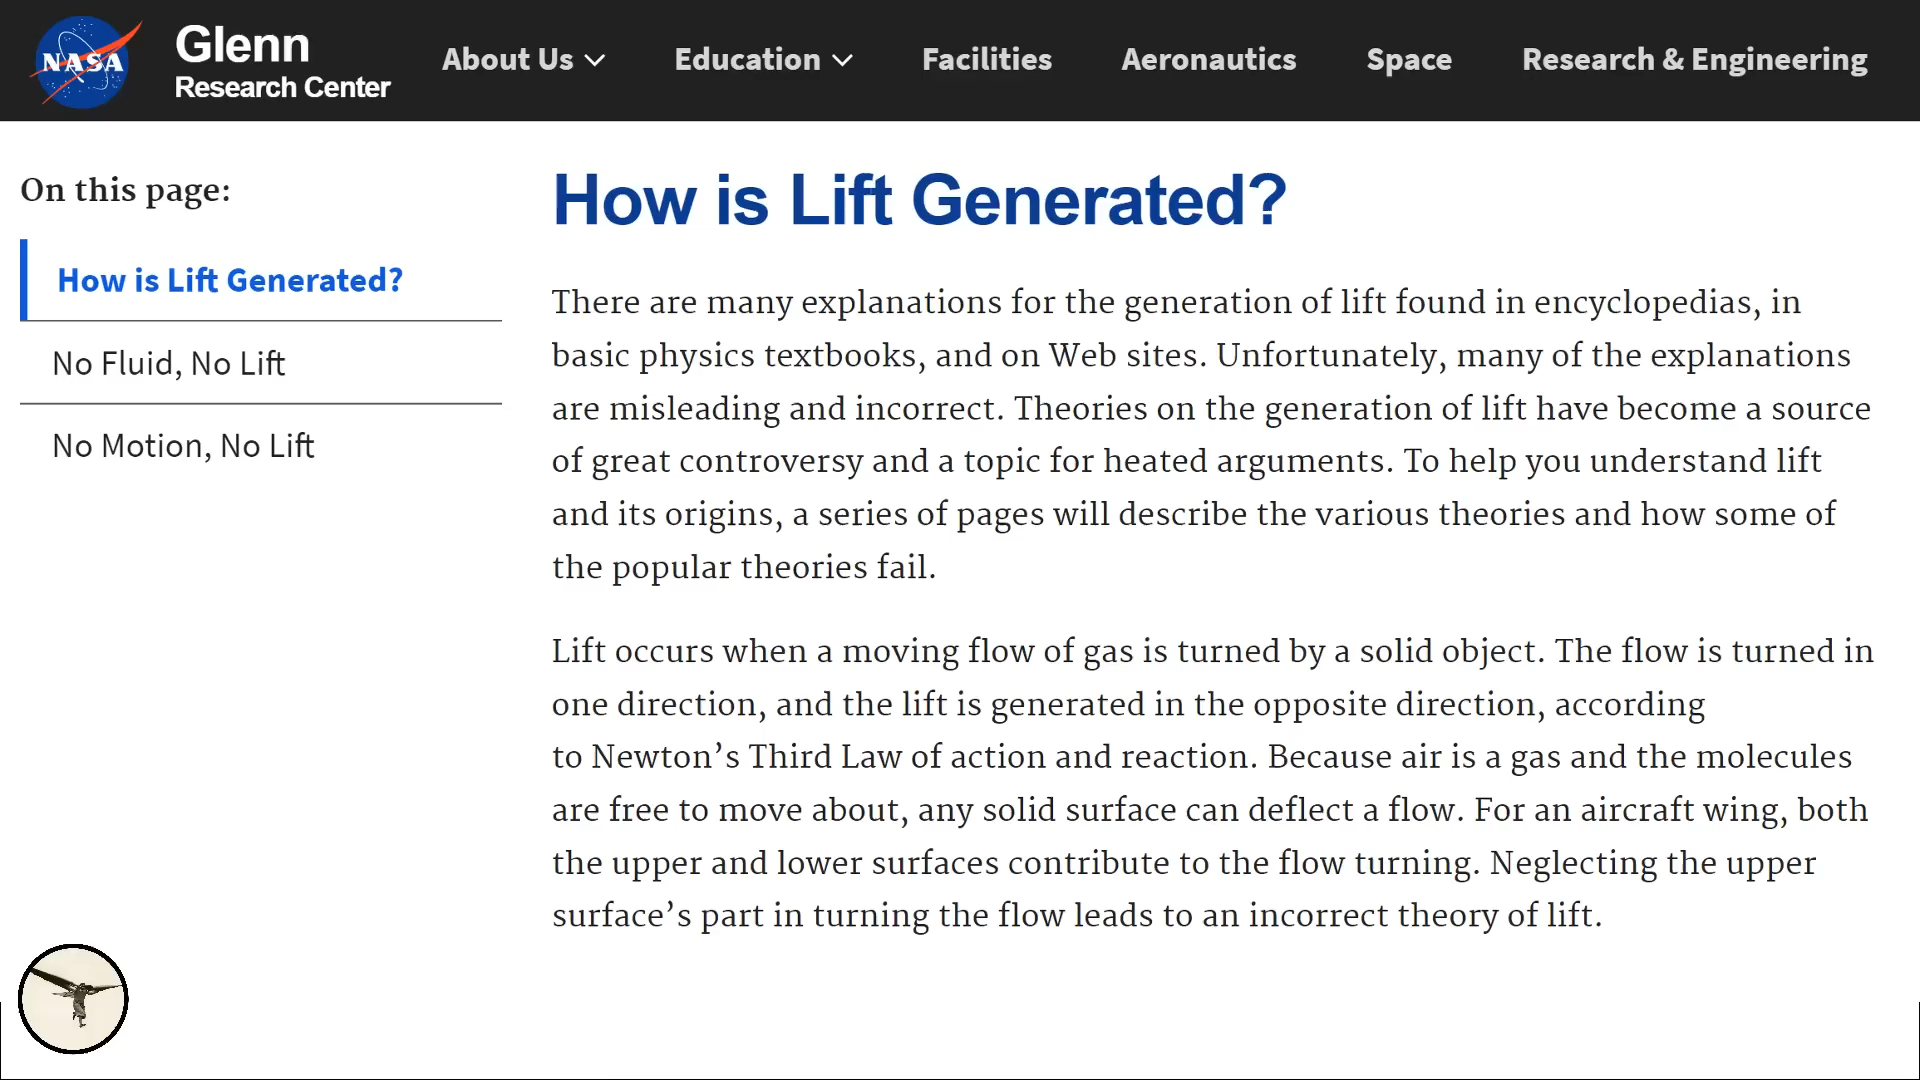 NASA
Glenn
Research Center
About Us
Education
Facilities
Aeronautics
Space
Research & Engineering
On this page:
How is Lift Generated?
No Fluid, No Lift
No Motion, No Lift
How is Lift Generated?
There are many explanations for the generation of lift found in encyclopedias, in
basic physics textbooks, and on Web sites. Unfortunately, many of the explanations
are misleading and incorrect. Theories on the generation of lift have become a source
of great controversy and a topic for heated arguments. To help you understand lift
and its origins, a series of pages will describe the various theories and how some of
the popular theories fail.
Lift occurs when a moving flow of gas is turned by a solid object. The flow is turned in
one direction, and the lift is generated in the opposite direction, according
to Newton’s Third Law of action and reaction. Because air is a gas and the molecules
are free to move about, any solid surface can deflect a flow. For an aircraft wing, both
the upper and lower surfaces contribute to the flow turning. Neglecting the upper
surface’s part in turning the flow leads to an incorrect theory of lift.